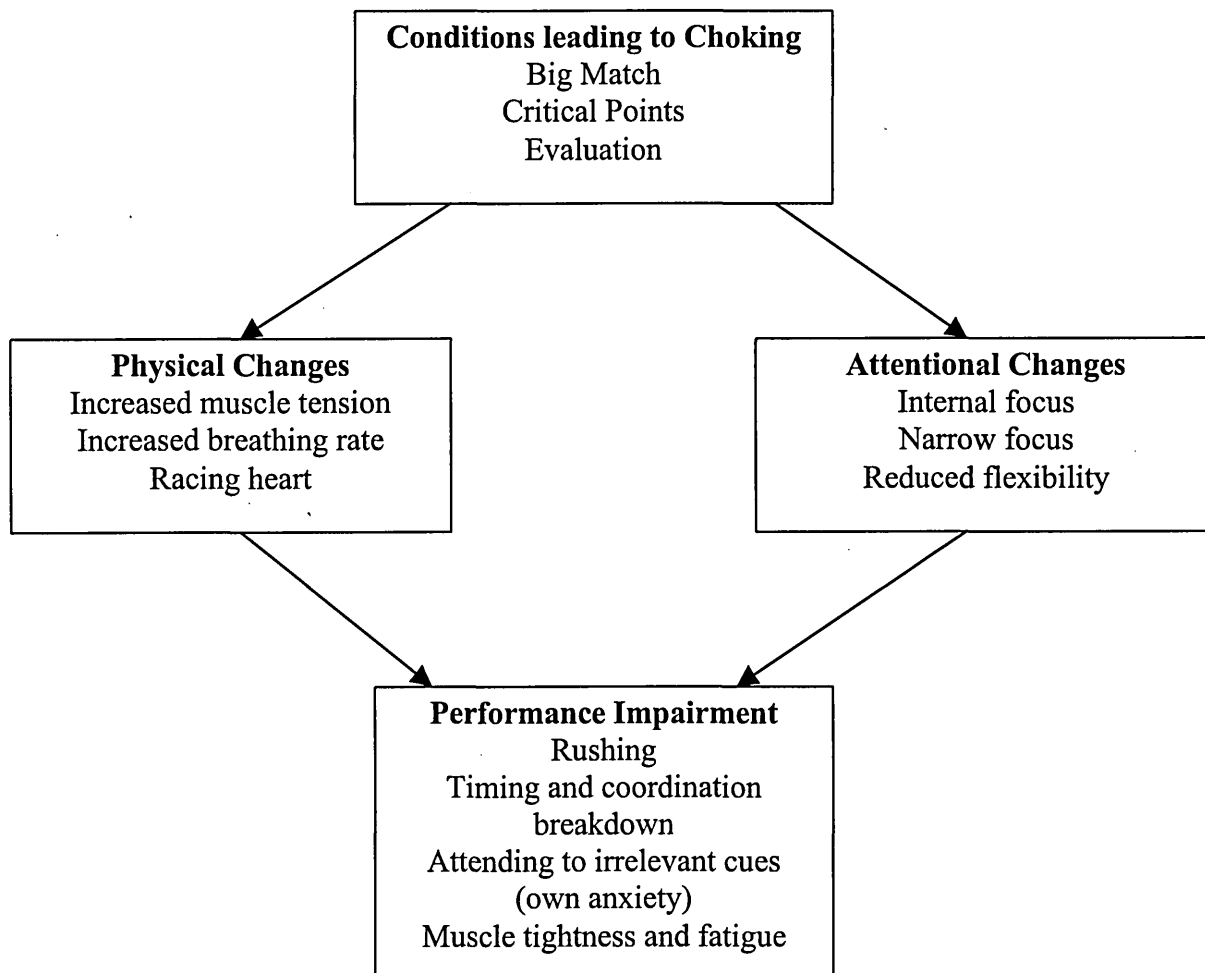 Conditions leading to Choking
Big Match
Critical Points
Evaluation
Physical Changes
Increased muscle tension
Increased breathing rate
Racing heart
Attentional Changes
Internal focus
Narrow focus
Reduced flexibility
Performance Impairment
Rushing
Timing and coordination
breakdown
Attending to irrelevant cues
(own anxiety)
Muscle tightness and fatigue